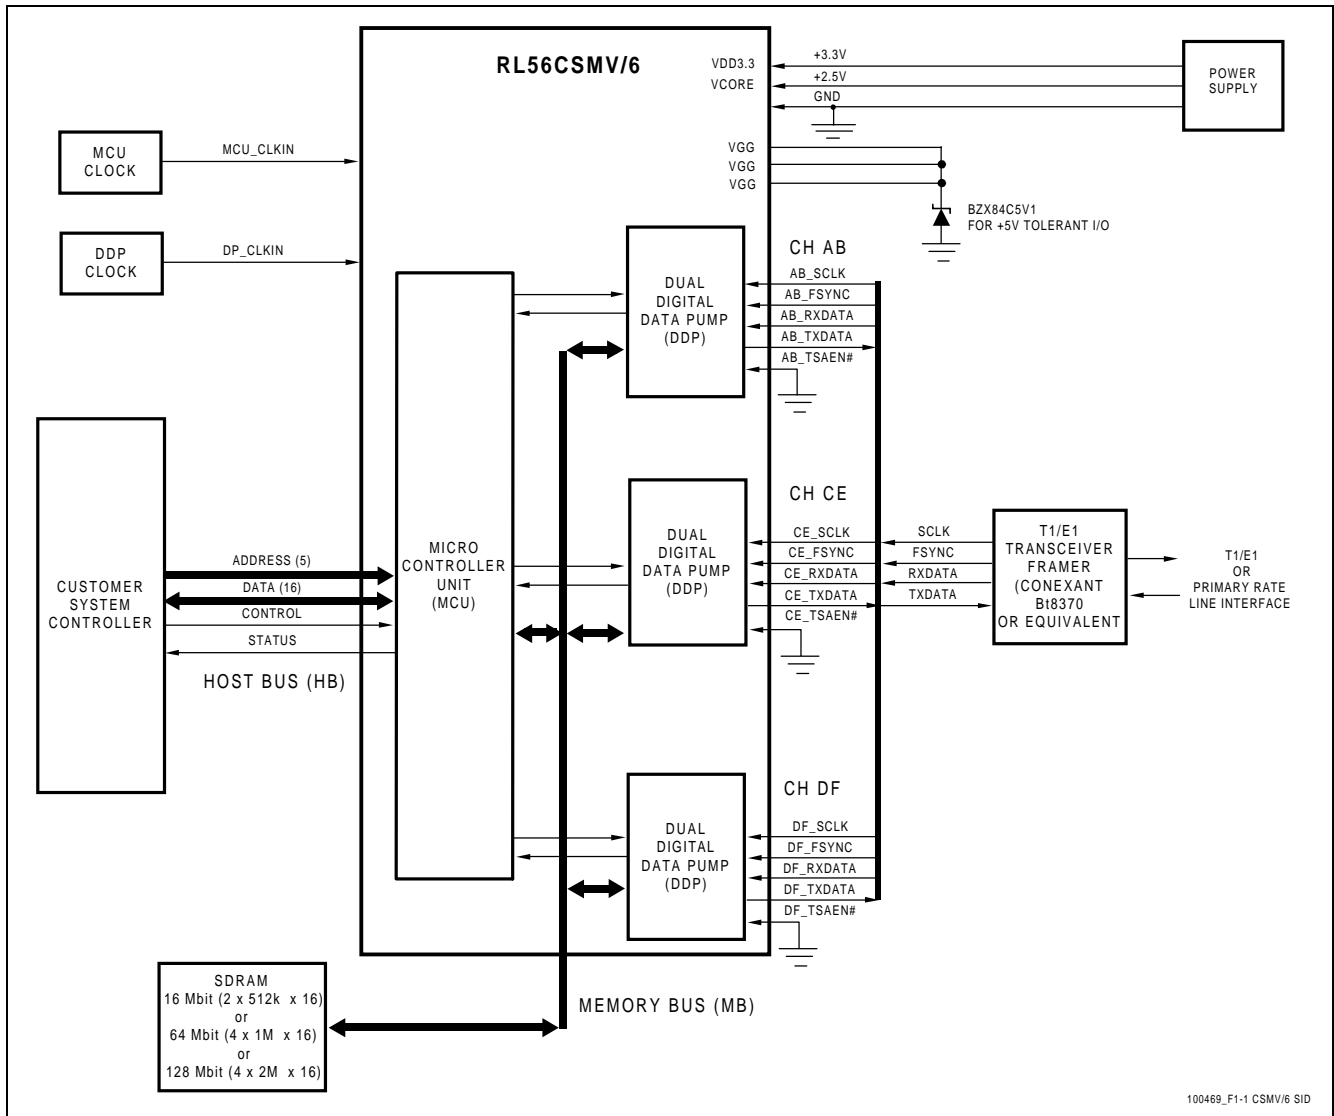 RL56CSMV/6
VDD3.3
VCORE
+3.3V
+2.5V
GND
POWER
SUPPLY
VGG
VGG
VGG
BZX84C5V1
FOR +5V TOLERANT I/O
MCU
CLOCK
MCU_CLKIN
DDP
CLOCK
DP_CLKIN
DUAL
DIGITAL
DATA PUMP
(DDP)
CH AB
AB_SCLK
AB_FSYNC
AB_RXDATA
AB_TXDATA
AB_TSAEN#
CUSTOMER
SYSTEM
CONTROLLER
ADDRESS (5)
DATA (16)
CONTROL
STATUS
HOST BUS (HB)
MICRO
CONTROLLER
UNIT
(MCU)
DUAL
DIGITAL
DATA PUMP
(DDP)
CH CE
CE_SCLK
CE_FSYNC
CE_RXDATA
CE_TXDATA
CE_TSAEN#
SCLK
FSYNC
RXDATA
TXDATA
T1/E1
TRANSCEIVER
FRAMER
(CONEXANT
Bt8370
OR EQUIVALENT
T1/E1
OR
PRIMARY RATE
LINE INTERFACE
DUAL
DIGITAL
DATA PUMP
(DDP)
CH DF
DF_SCLK
DF_FSYNC
DF_RXDATA
DF_TXDATA
DF_TSAEN#
SDRAM
16 Mbit (2 x 512k x 16)
or
64 Mbit (4 x 1M x 16)
or
128 Mbit (4 x 2M x 16)
MEMORY BUS (MB)
100469_F1-1 CSMV/6 SID